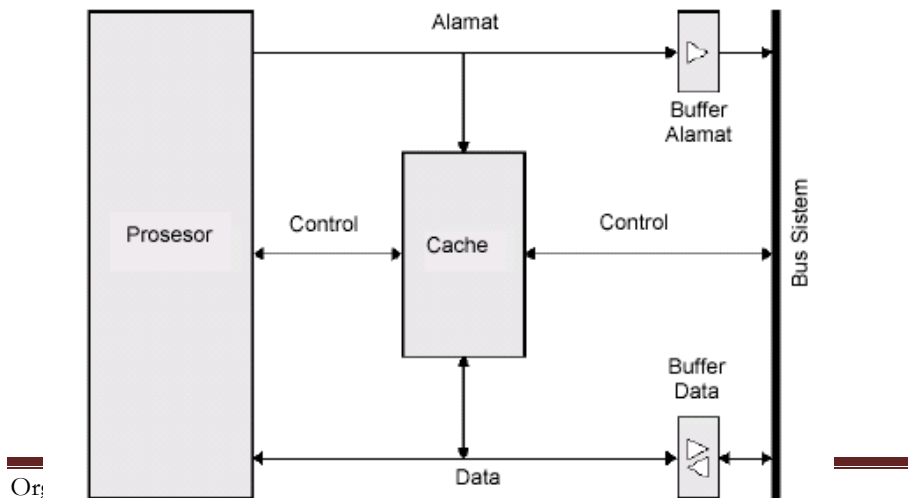 Alamat
Buffer
Alamat
Prosesor
Control
Cache
Control
Bus Sistem
Buffer
Data
Data